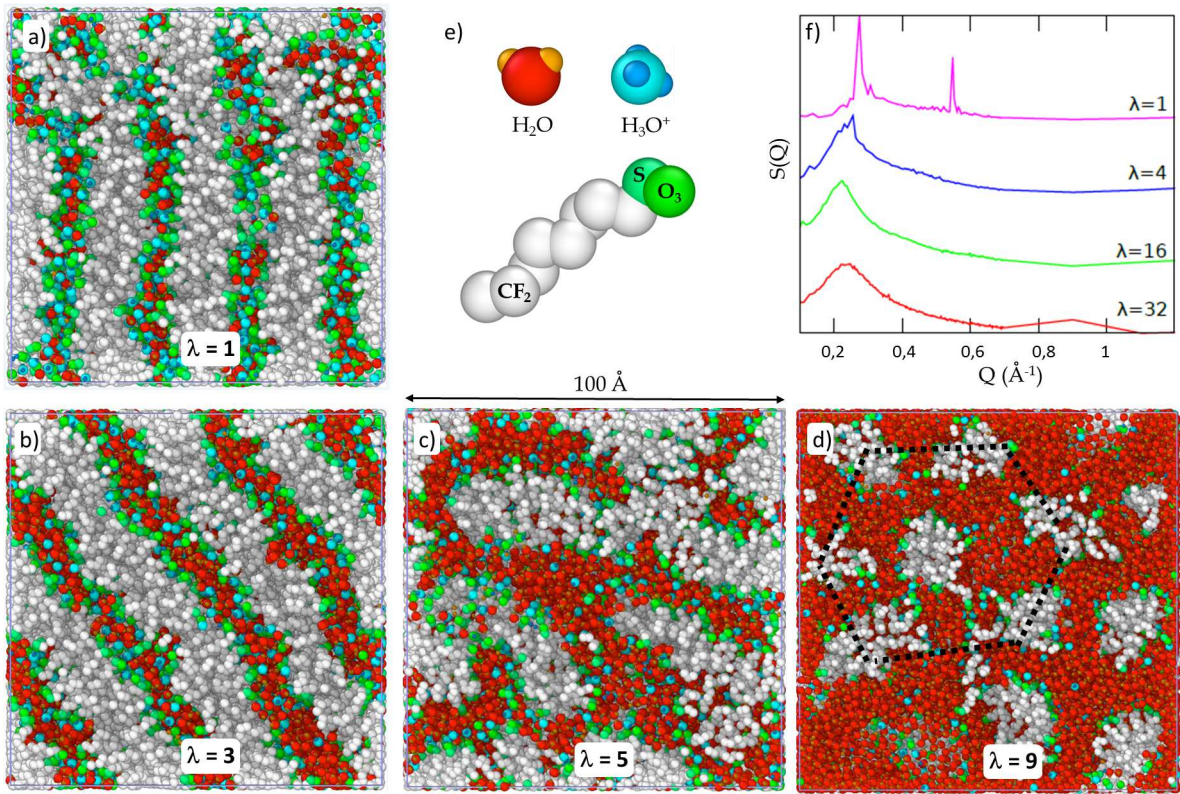 a)
λ = 1
e)
H₂O
H₃O⁺
S
O₃
CF₂
f)
S(Q)
λ=1
λ=4
λ=16
λ=32
0,2 0,4 0,6 0,8 1
Q (Å⁻¹)
100 Å
b)
λ = 3
c)
λ = 5
d)
λ = 9